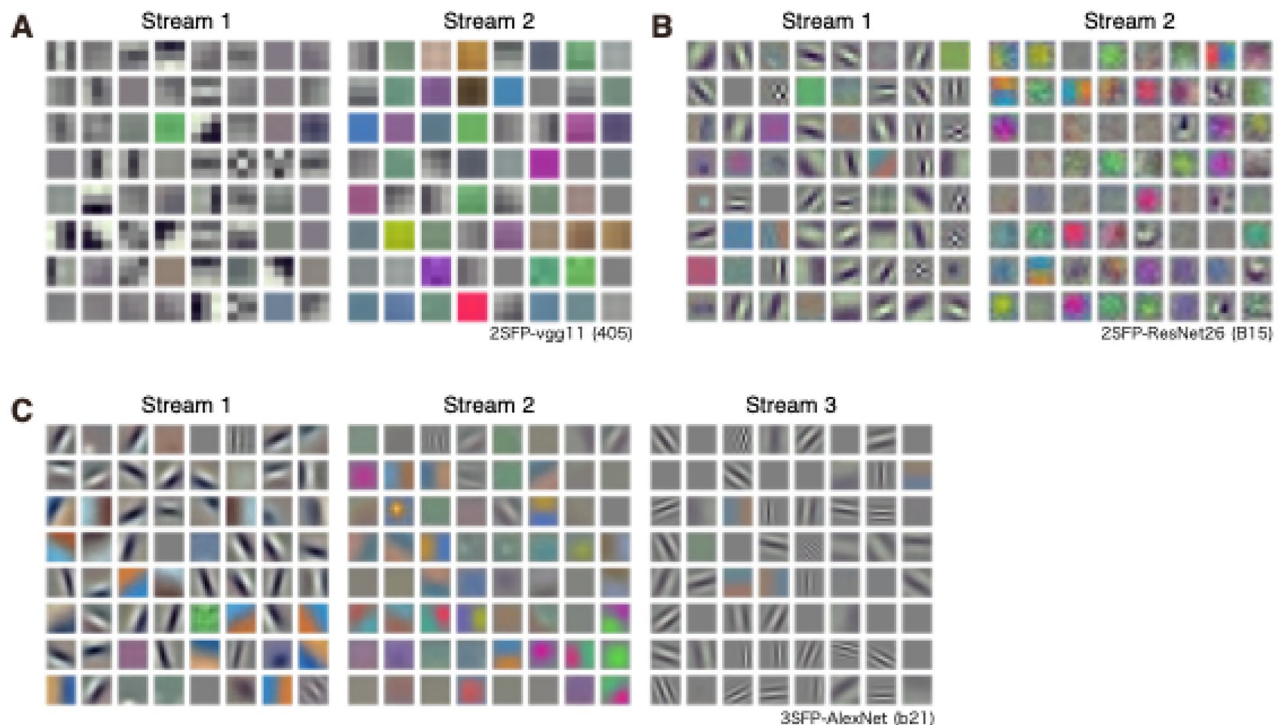 A
Stream 1
Stream 2
2SFP-vgg11 (405)
B
Stream 1
Stream 2
2SFP-ResNet26 (B15)
C
Stream 1
Stream 2
Stream 3
3SFP-AlexNet (b21)